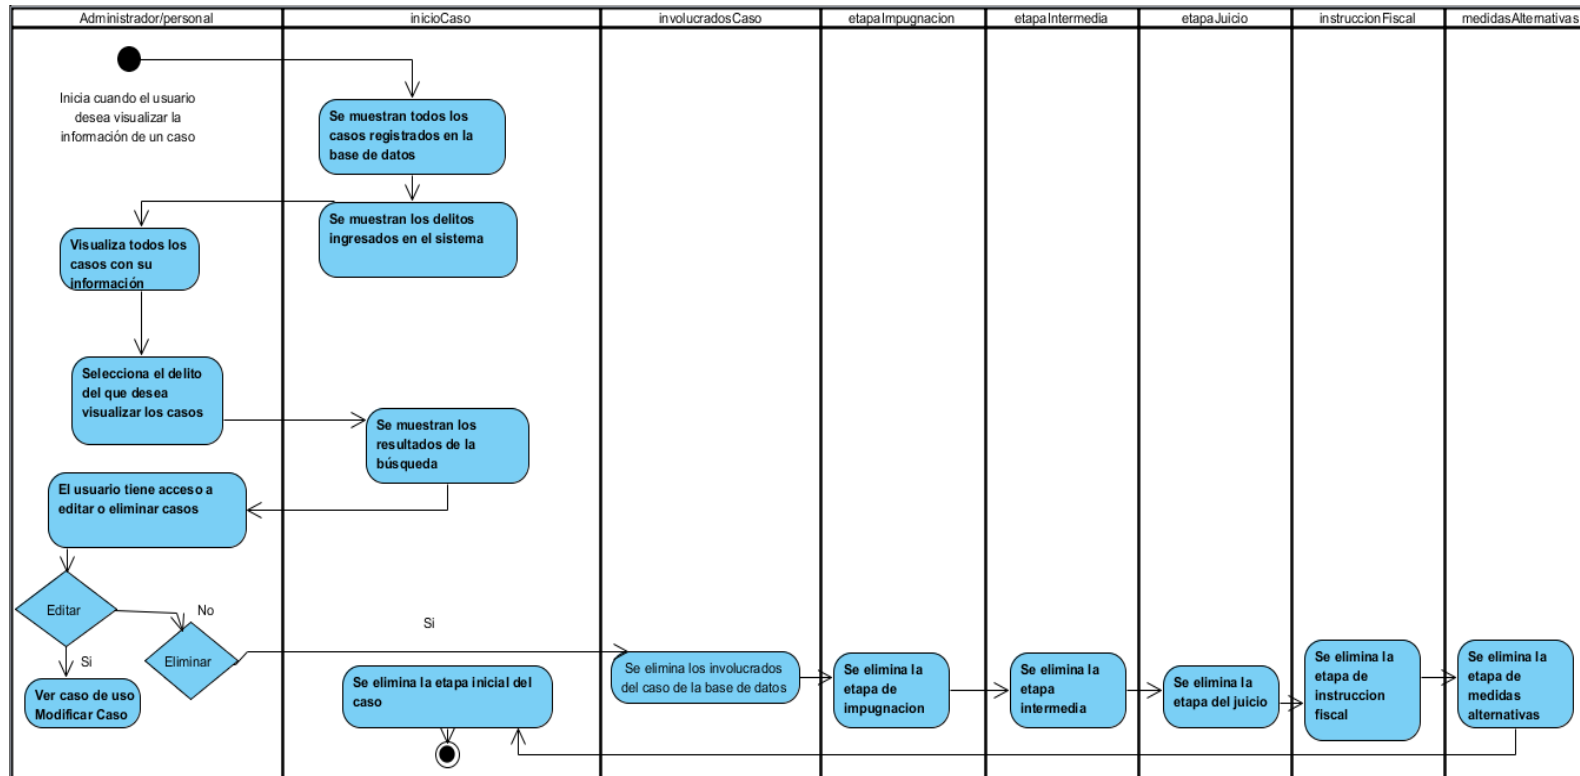 Administrador/personal
inicioCaso
involucradosCaso
etapaImpugnacion
etapaIntermedia
etapaJuicio
instruccionFiscal
medidasAlternativas
Inicia cuando el usuario
desea visualizar la
información de un caso
Se muestran todos los
casos registrados en la
base de datos
Se muestran los delitos
ingresados en el sistema
Visualiza todos los
casos con su
información
Selecciona el delito
del que desea
visualizar los casos
Se muestran los
resultados de la
búsqueda
El usuario tiene acceso a
editar o eliminar casos
Editar
No
Si
Eliminar
Si
Ver caso de uso
Modificar Caso
Se elimina la etapa inicial del
caso
Se elimina los involucrados
del caso de la base de datos
Se elimina la
etapa de
impugnacion
Se elimina la
etapa
intermedia
Se elimina la
etapa del juicio
Se elimina la
etapa de
instruccion
fiscal
Se elimina la
etapa de
medidas
alternativas